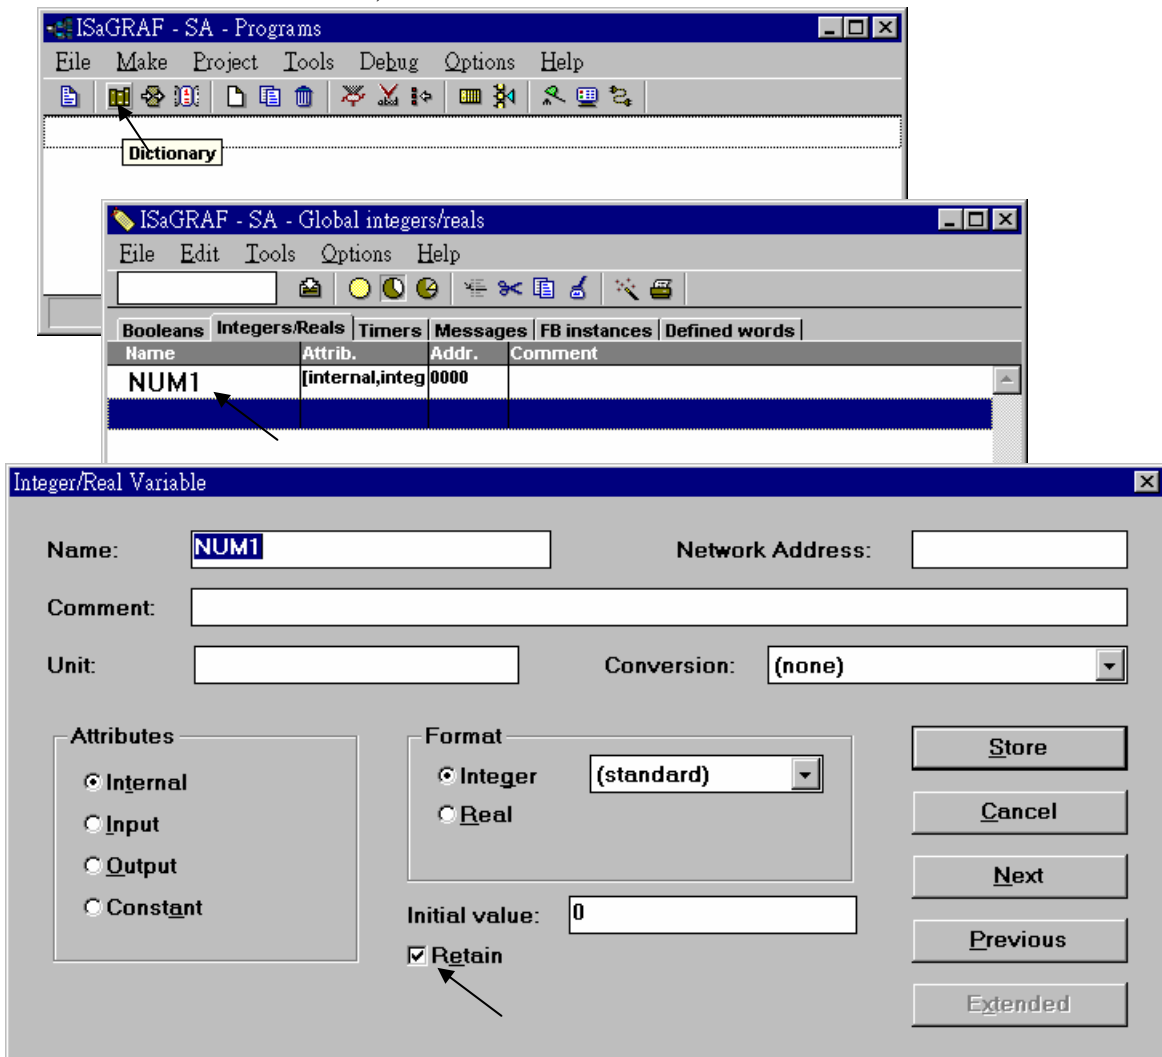 ISaGRAF - SA - Programs
File Make Project Tools Debug Options Help
Dictionary
ISaGRAF - SA - Global integers/reals
File Edit Tools Options Help
Booleans Integers/Reals Timers Messages FB instances Defined words
Name Attrib. Addr. Comment
NUM1 [internal,integ 0000
Integer/Real Variable
Name: NUM1 Network Address:
Comment:
Unit: Conversion: (none)
Attributes Format Store
Internal Integer (standard)
Input Real Cancel
Output Next
Constant Initial value: 0
Retain Previous
Extended